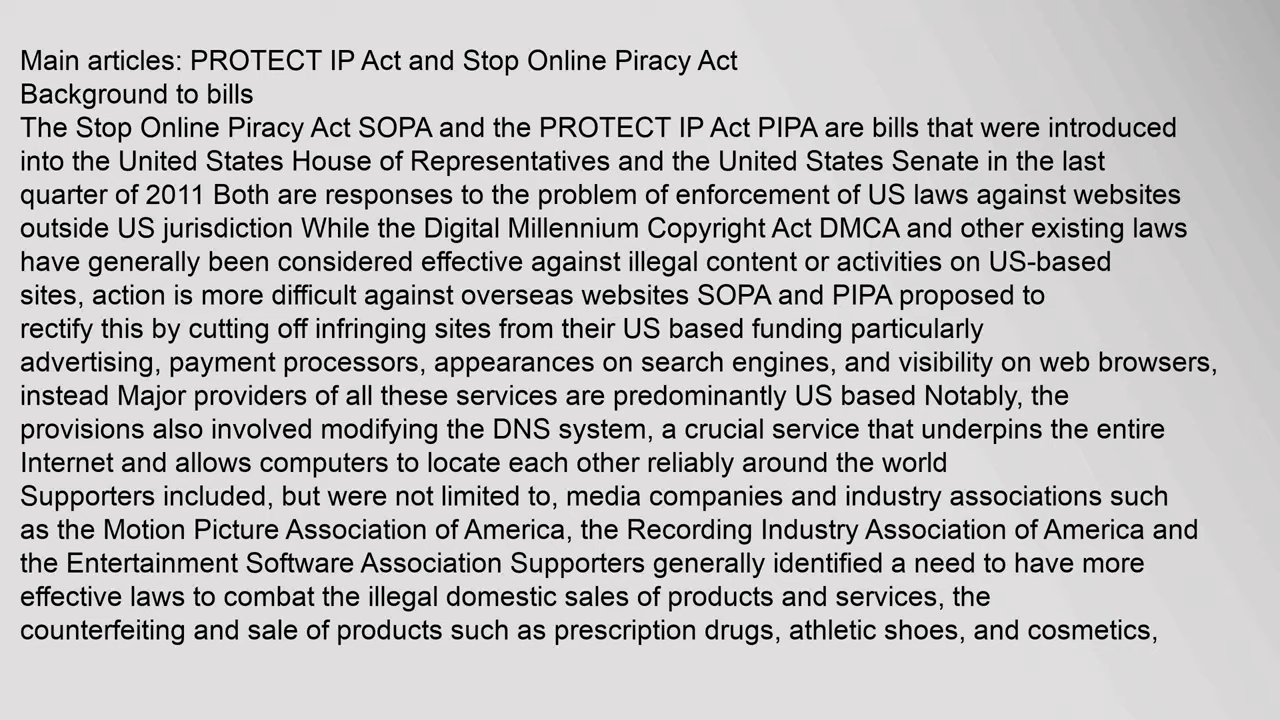 Main articles: PROTECT IP Act and Stop Online Piracy Act
Background to bills
The Stop Online Piracy Act SOPA and the PROTECT IP Act PIPA are bills that were introduced
into the United States House of Representatives and the United States Senate in the last
quarter of 2011 Both are responses to the problem of enforcement of US laws against websites
outside US jurisdiction While the Digital Millennium Copyright Act DMCA and other existing laws
have generally been considered effective against illegal content or activities on US-based
sites, action is more difficult against overseas websites SOPA and PIPA proposed to
rectify this by cutting off infringing sites from their US based funding particularly
advertising, payment processors, appearances on search engines, and visibility on web browsers,
instead Major providers of all these services are predominantly US based Notably, the
provisions also involved modifying the DNS system, a crucial service that underpins the entire
Internet and allows computers to locate each other reliably around the world
Supporters included, but were not limited to, media companies and industry associations such
as the Motion Picture Association of America, the Recording Industry Association of America and
the Entertainment Software Association Supporters generally identified a need to have more
effective laws to combat the illegal domestic sales of products and services, the
counterfeiting and sale of products such as prescription drugs, athletic shoes, and cosmetics,